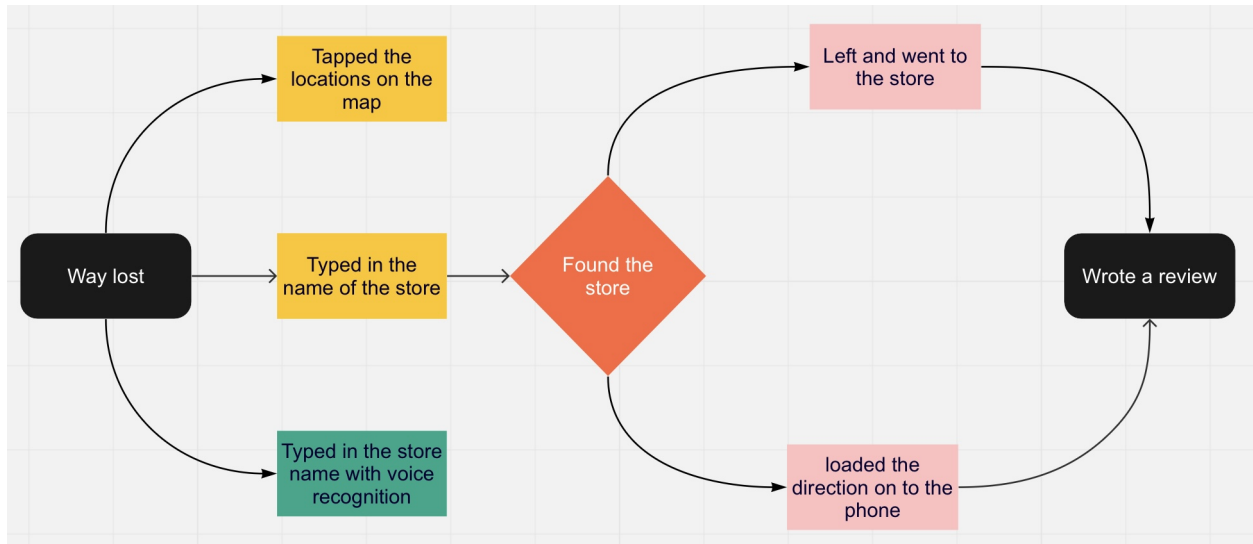 Tapped the
locations on the
map
Left and went to
the store
Way lost
Typed in the
name of the store
Found the
store
Wrote a review
Typed in the store
name with voice
recognition
loaded the
direction on to the
phone